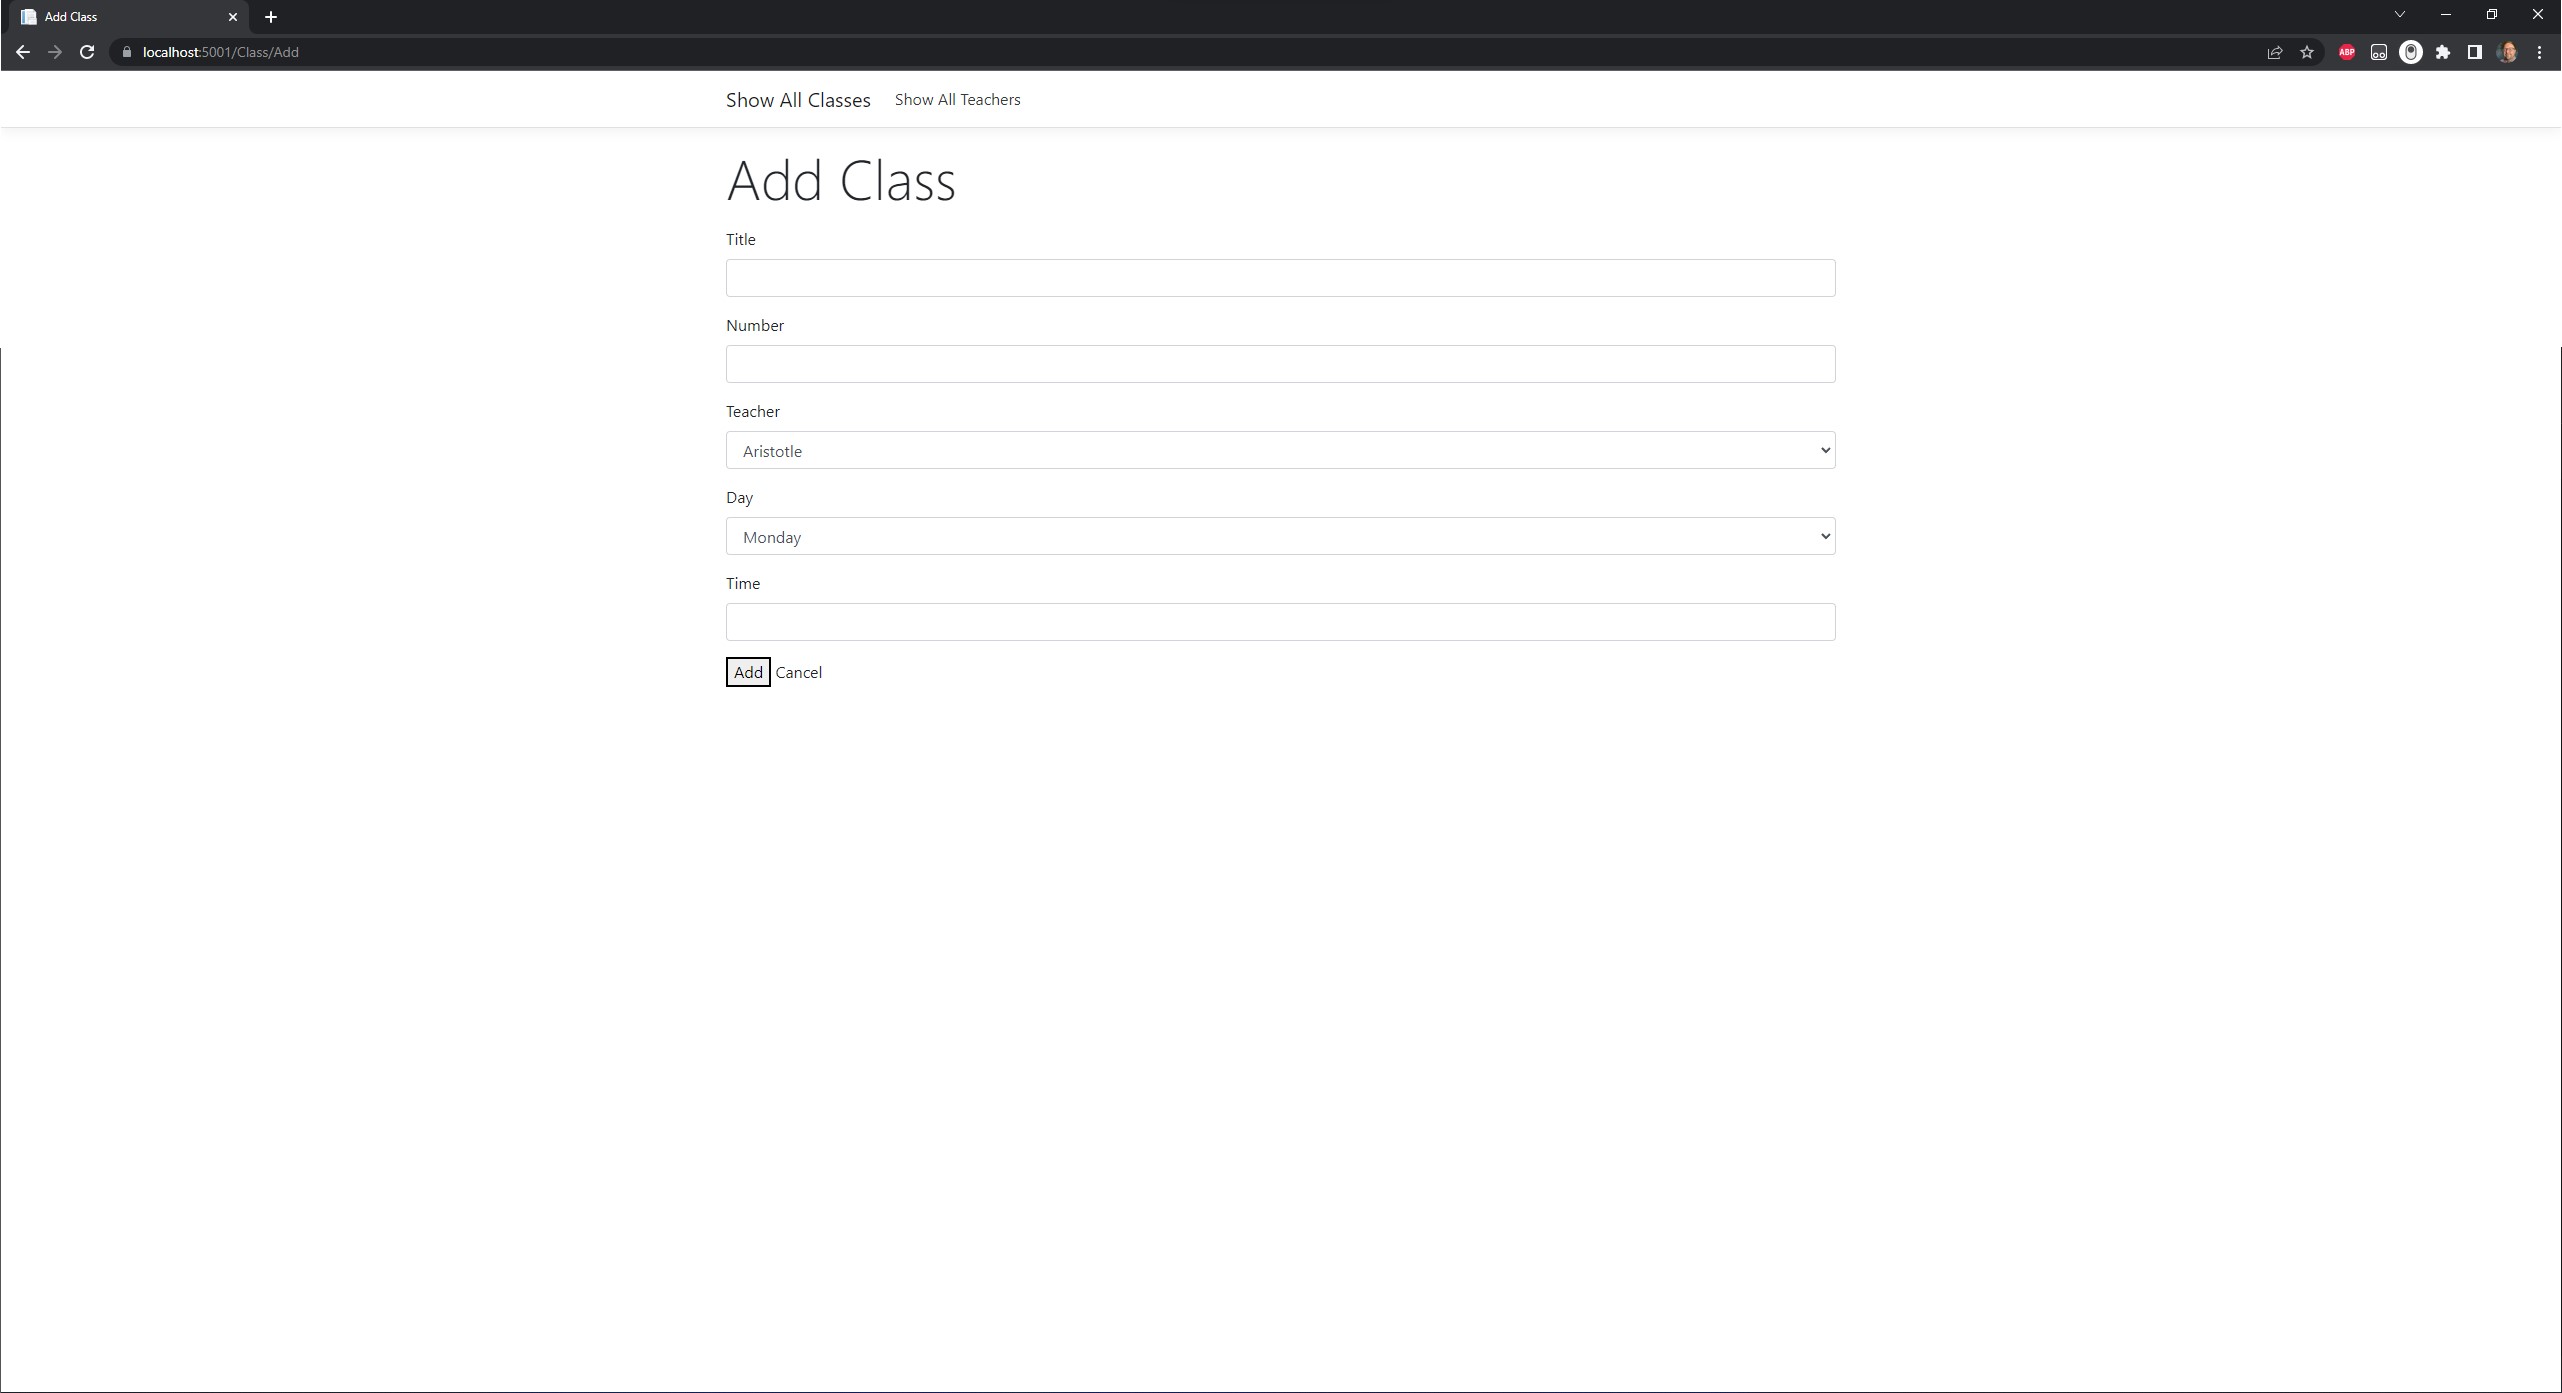 Add Class
localhost:5001/Class/Add
ABP
Show All Classes Show All Teachers
Add Class
Title
Number
Teacher
Aristotle
Day
Monday
Time
Add Cancel